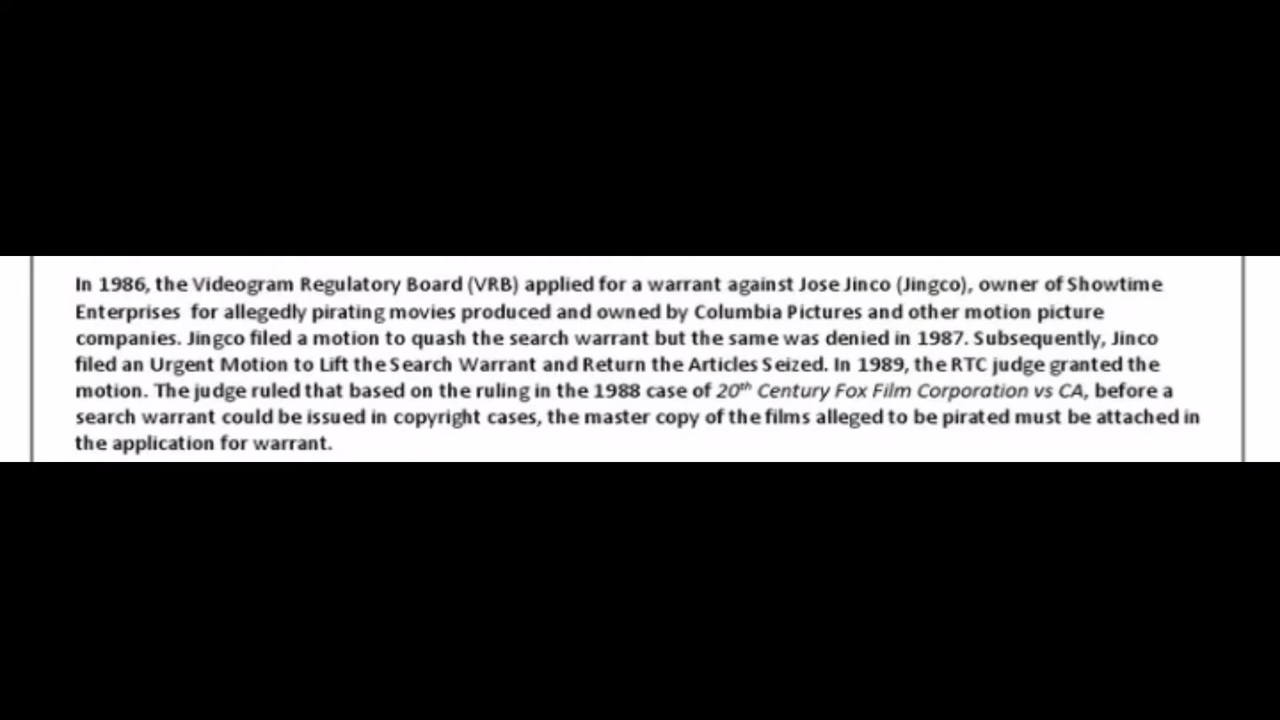 In 1986, the Videogram Regulatory Board (VRB) applied for a warrant against Jose Jinco (Jingco), owner of Showtime
Enterprises for allegedly pirating movies produced and owned by Columbia Pictures and other motion picture
companies. Jingco filed a motion to quash the search warrant but the same was denied in 1987. Subsequently, Jinco
filed an Urgent Motion to Lift the Search Warrant and Return the Articles Seized. In 1989, the RTC judge granted the
motion. The judge ruled that based on the ruling in the 1988 case of 20th Century Fox Film Corporation vs CA, before a
search warrant could be issued in copyright cases, the master copy of the films alleged to be pirated must be attached in
the application for warrant.